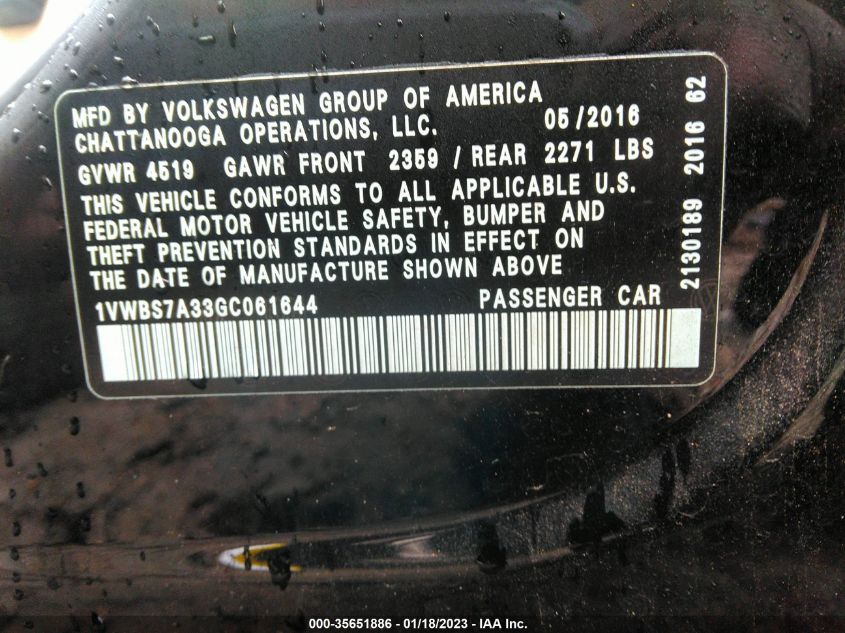 MFD BY VOLKSWAGEN GROUP OF AMERICA
CHATTANOOGA OPERATIONS, LLC. 05/2016
GVWR 4519 GAWR FRONT 2359 / REAR 2271 LBS
THIS VEHICLE CONFORMS TO ALL APPLICABLE U.S.
FEDERAL MOTOR VEHICLE SAFETY, BUMPER AND
THEFT PREVENTION STANDARDS IN EFFECT ON
THE DATE OF MANUFACTURE SHOWN ABOVE
1VWBS7A33GC061644 PASSENGER CAR
2130189 2016 62
000-35651886 - 01/18/2023 - IAA Inc.